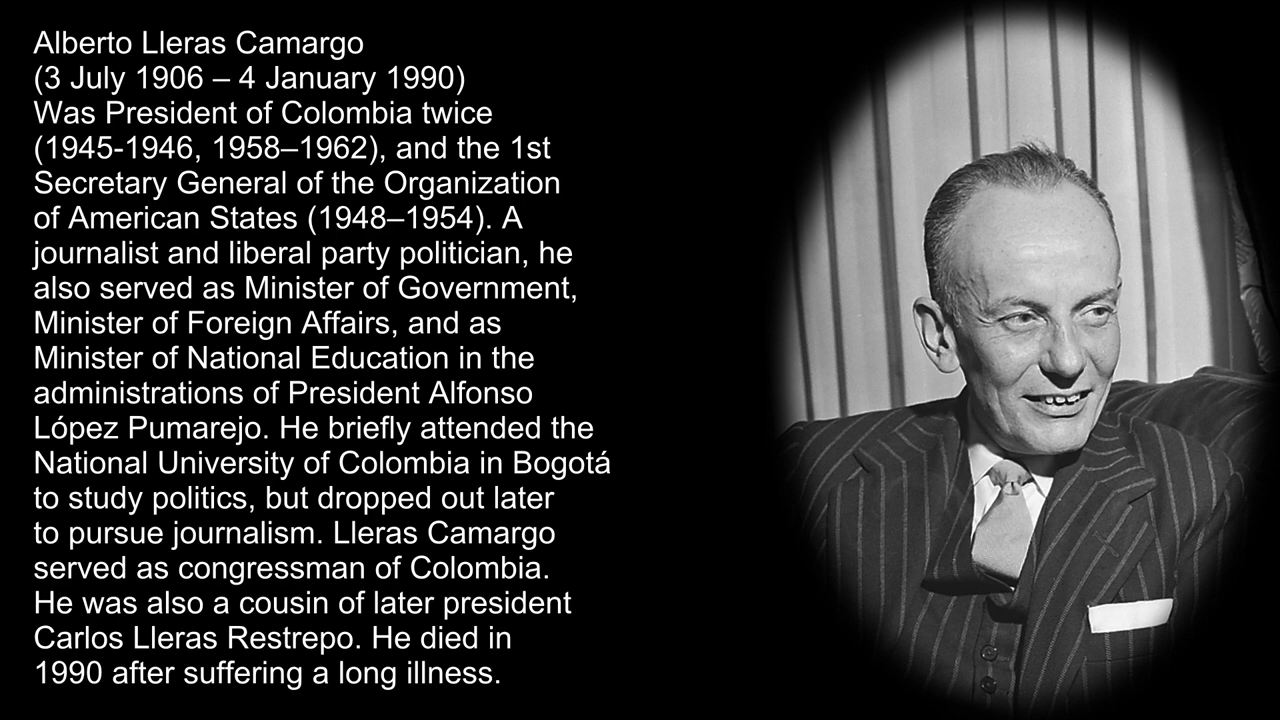 Alberto Lleras Camargo
(3 July 1906 – 4 January 1990)
Was President of Colombia twice
(1945-1946, 1958–1962), and the 1st
Secretary General of the Organization
of American States (1948–1954). A
journalist and liberal party politician, he
also served as Minister of Government,
Minister of Foreign Affairs, and as
Minister of National Education in the
administrations of President Alfonso
López Pumarejo. He briefly attended the
National University of Colombia in Bogotá
to study politics, but dropped out later
to pursue journalism. Lleras Camargo
served as congressman of Colombia.
He was also a cousin of later president
Carlos Lleras Restrepo. He died in
1990 after suffering a long illness.